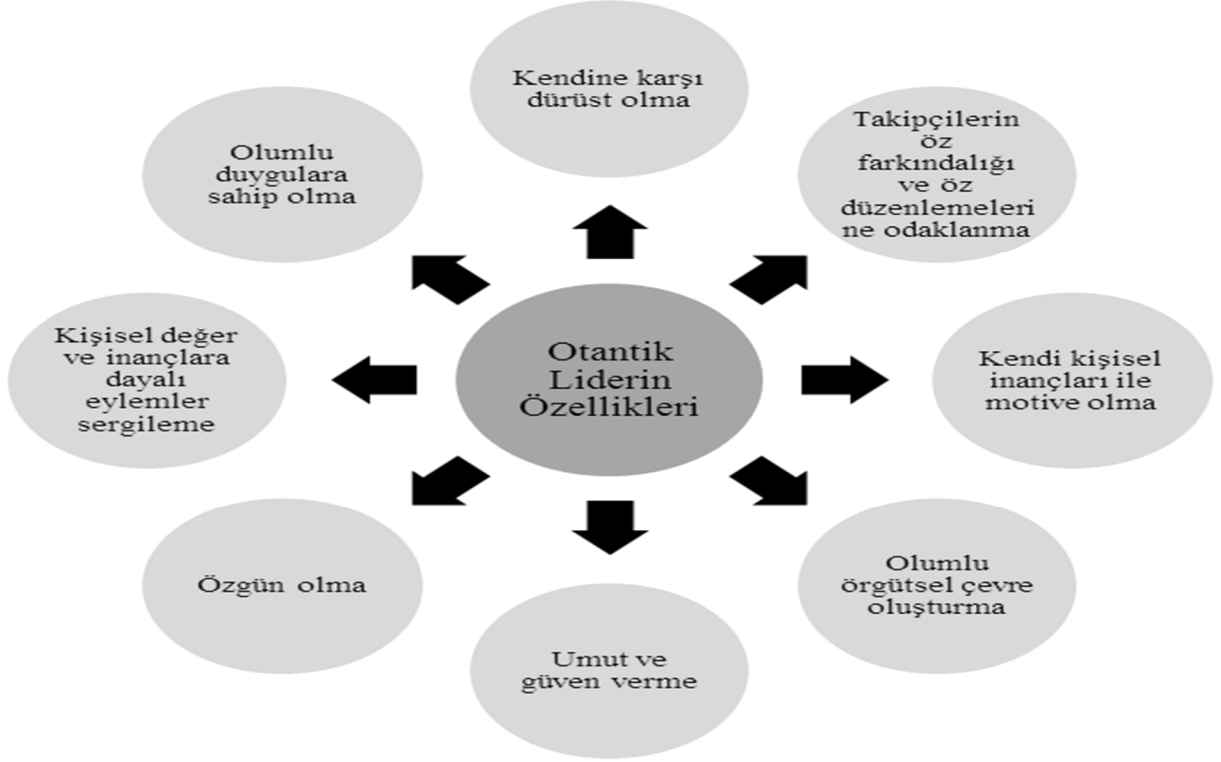 Kendine karşı
dürüst olma
Takipçilerin
öz
farkındalığı
ve öz
düzenlemeleri
ne odaklanma
Kendi kişisel
inançları ile
motive olma
Olumlu
örgütsel çevre
oluşturma
Umut ve
güven verme
Özgün olma
Kişisel değer
ve inançlara
dayalı
eylemler
sergileme
Olumlu
duygulara
sahip olma
Otantik
Liderin
Özellikleri